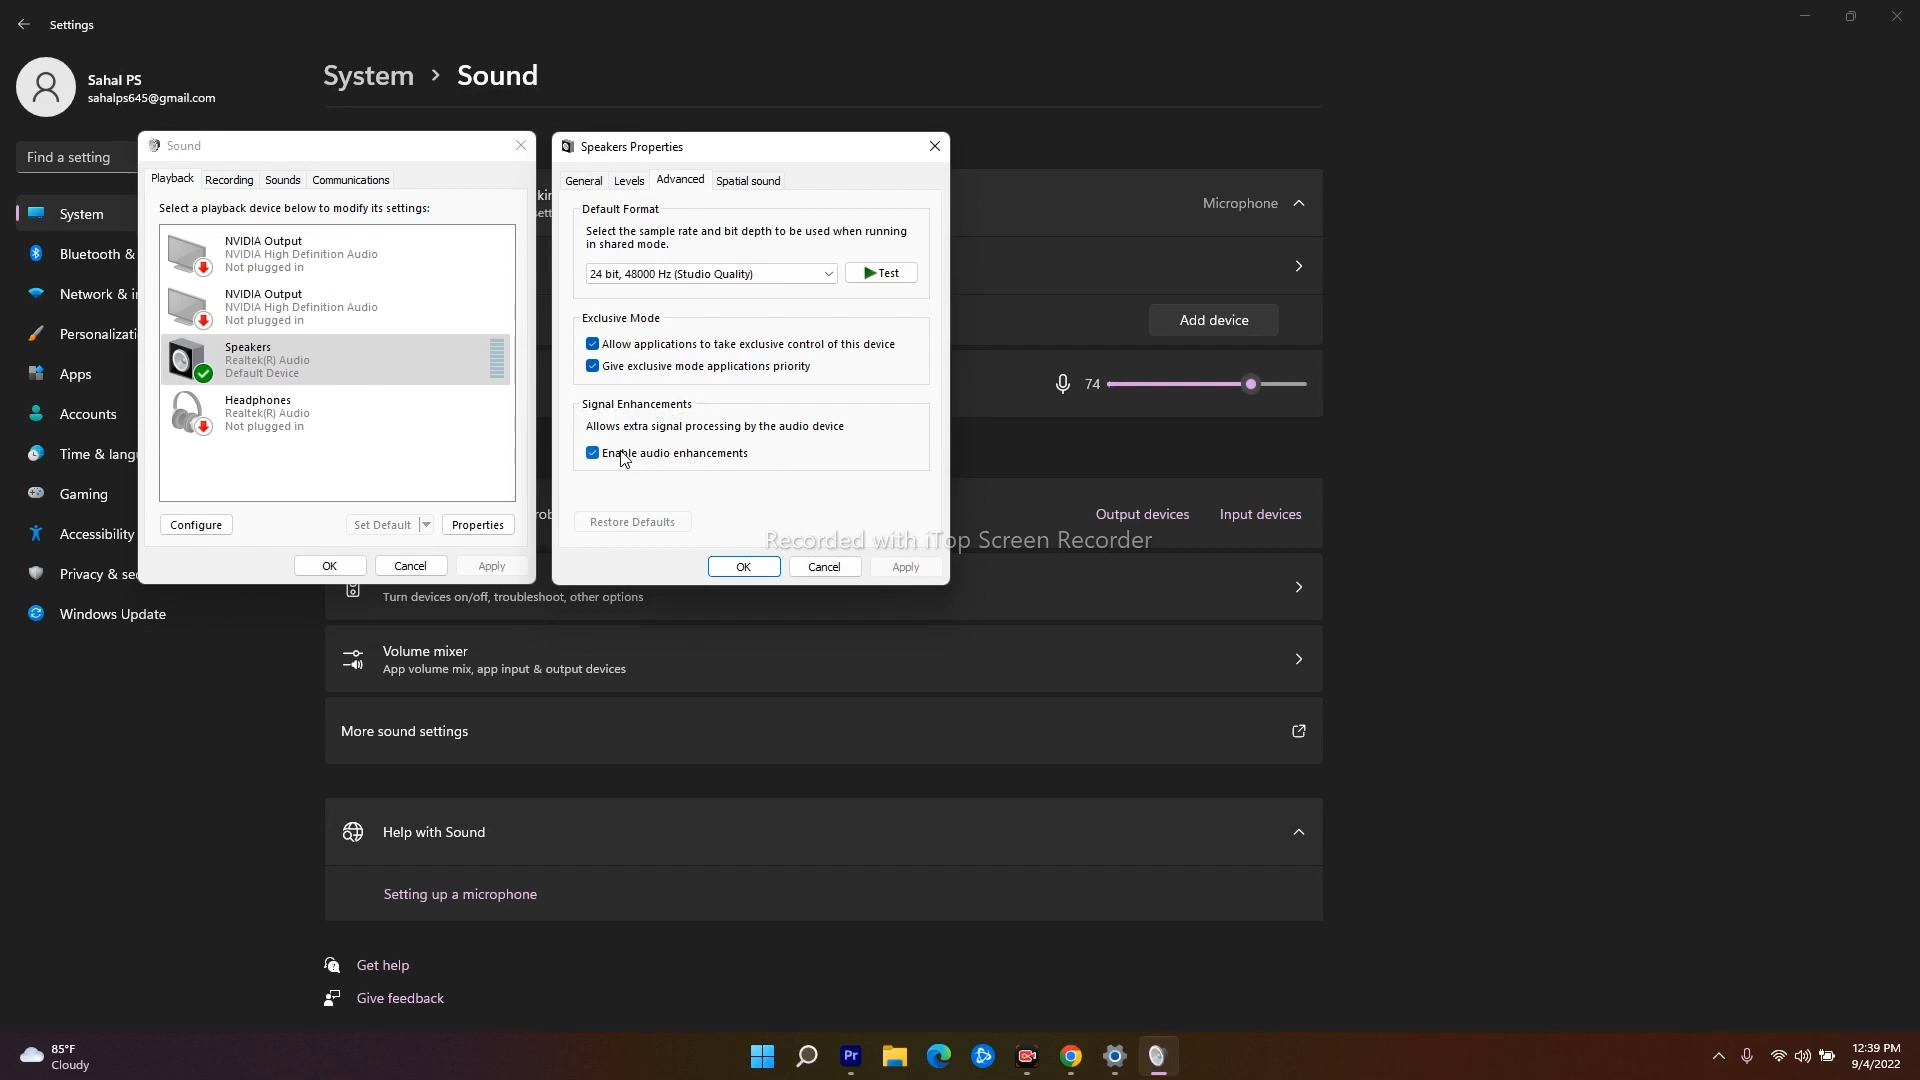 Settings
Sahal PS
sahalps645@gmail.com
System › Sound
Find a setting
System
Bluetooth &
Network & in
Personalizati
Apps
Accounts
Time & langu
Gaming
Accessibility
Privacy & sec
Windows Update
Sound
Playback
Recording
Sounds
Communications
Select a playback device below to modify its settings:
NVIDIA Output
NVIDIA High Definition Audio
Not plugged in
NVIDIA Output
NVIDIA High Definition Audio
Not plugged in
Speakers
Realtek(R) Audio
Default Device
Headphones
Realtek(R) Audio
Not plugged in
Configure
Set Default
Properties
OK
Cancel
Apply
Speakers Properties
General
Levels
Advanced
Spatial sound
Default Format
Select the sample rate and bit depth to be used when running
in shared mode.
24 bit, 48000 Hz (Studio Quality)
Test
Exclusive Mode
Allow applications to take exclusive control of this device
Give exclusive mode applications priority
Signal Enhancements
Allows extra signal processing by the audio device
Enable audio enhancements
Restore Defaults
OK
Cancel
Apply
Recorded with iTop Screen Recorder
Microphone
Add device
74
Output devices
Input devices
Turn devices on/off, troubleshoot, other options
Volume mixer
App volume mix, app input & output devices
More sound settings
Help with Sound
Setting up a microphone
Get help
Give feedback
85°F
Cloudy
Pr
12:39 PM
9/4/2022